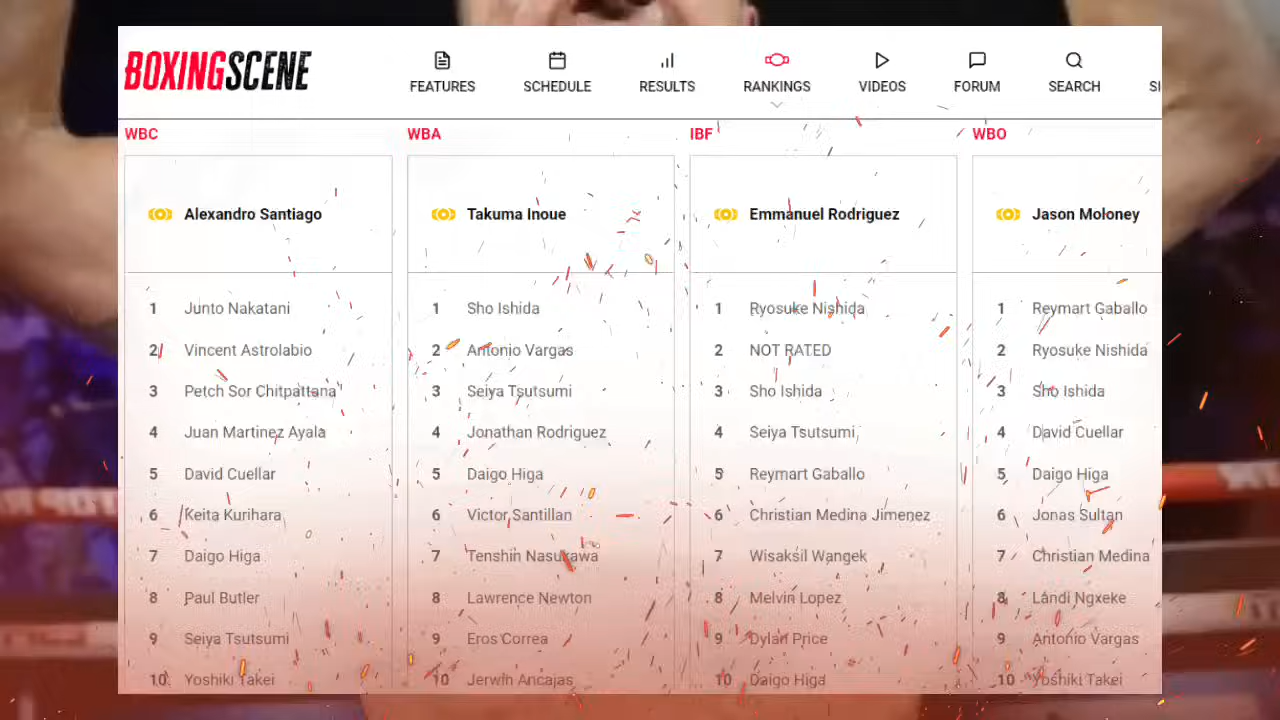 BOXINGSCENE
FEATURES
SCHEDULE
RESULTS
RANKINGS
VIDEOS
FORUM
SEARCH
WBC
WBA
IBF
WBO
Alexandro Santiago
Takuma Inoue
Emmanuel Rodriguez
Jason Moloney
1 Junto Nakatani
2 Vincent Astrolabio
3 Petch Sor Chitpattana
4 Juan Martinez Ayala
5 David Cuellar
6 Keita Kurihara
7 Daigo Higa
8 Paul Butler
9 Seiya Tsutsumi
10 Yoshiki Takei
1 Sho Ishida
2 Antonio Vargas
3 Seiya Tsutsumi
4 Jonathan Rodriguez
5 Daigo Higa
6 Victor Santillan
7 Tenshin Nasukawa
8 Lawrence Newton
9 Eros Correa
10 Jerwin Ancajas
1 Ryosuke Nishida
2 NOT RATED
3 Sho Ishida
4 Seiya Tsutsumi
5 Reymart Gaballo
6 Christian Medina Jimenez
7 Wisaksil Wangek
8 Melvin Lopez
9 Dylan Price
10 Daigo Higa
1 Reymart Gaballo
2 Ryosuke Nishida
3 Sho Ishida
4 David Cuellar
5 Daigo Higa
6 Jonas Sultan
7 Christian Medina
8 Landi Ngxeke
9 Antonio Vargas
10 Yoshiki Takei